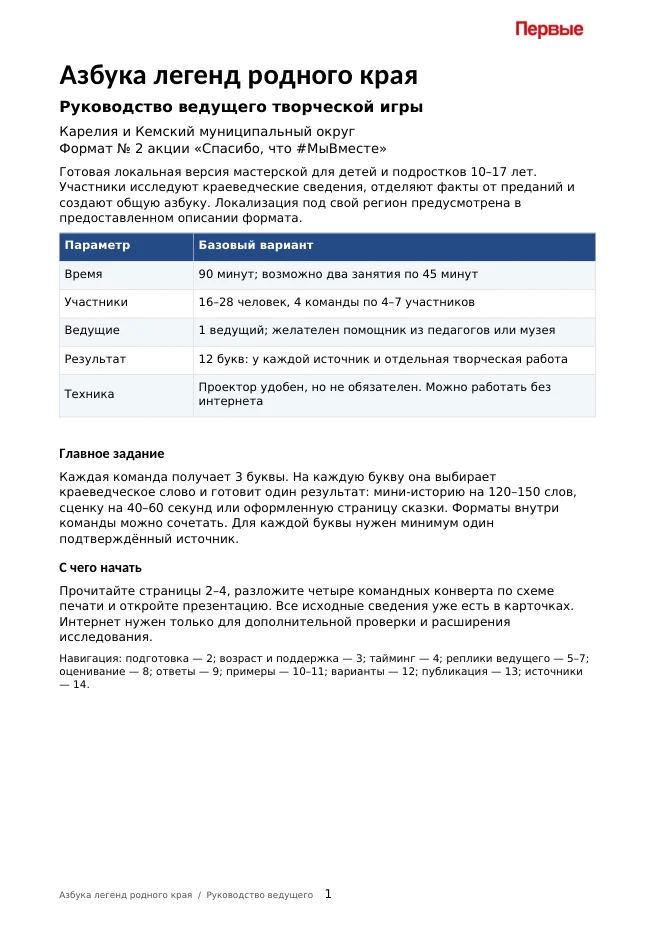 Первые
Азбука легенд родного края
Руководство ведущего творческой игры
Карелия и Кемский муниципальный округ
Формат № 2 акции «Спасибо, что #МыВместе»
Готовая локальная версия мастерской для детей и подростков 10–17 лет.
Участники исследуют краеведческие сведения, отделяют факты от преданий и
создают общую азбуку. Локализация под свой регион предусмотрена в
предоставленном описании формата.
Параметр Базовый вариант
Время 90 минут; возможно два занятия по 45 минут
Участники 16–28 человек, 4 команды по 4–7 участников
Ведущие 1 ведущий; желателен помощник из педагогов или музея
Результат 12 букв: у каждой источник и отдельная творческая работа
Техника Проектор удобен, но не обязателен. Можно работать без
интернета
Главное задание
Каждая команда получает 3 буквы. На каждую букву она выбирает
краеведческое слово и готовит один результат: мини-историю на 120–150 слов,
сценку на 40–60 секунд или оформленную страницу сказки. Форматы внутри
команды можно сочетать. Для каждой буквы нужен минимум один
подтверждённый источник.
С чего начать
Прочитайте страницы 2–4, разложите четыре командных конверта по схеме
печати и откройте презентацию. Все исходные сведения уже есть в карточках.
Интернет нужен только для дополнительной проверки и расширения
исследования.
Навигация: подготовка — 2; возраст и поддержка — 3; тайминг — 4; реплики ведущего — 5–7;
оценивание — 8; ответы — 9; примеры — 10–11; варианты — 12; публикация — 13; источники
— 14.
Азбука легенд родного края / Руководство ведущего 1